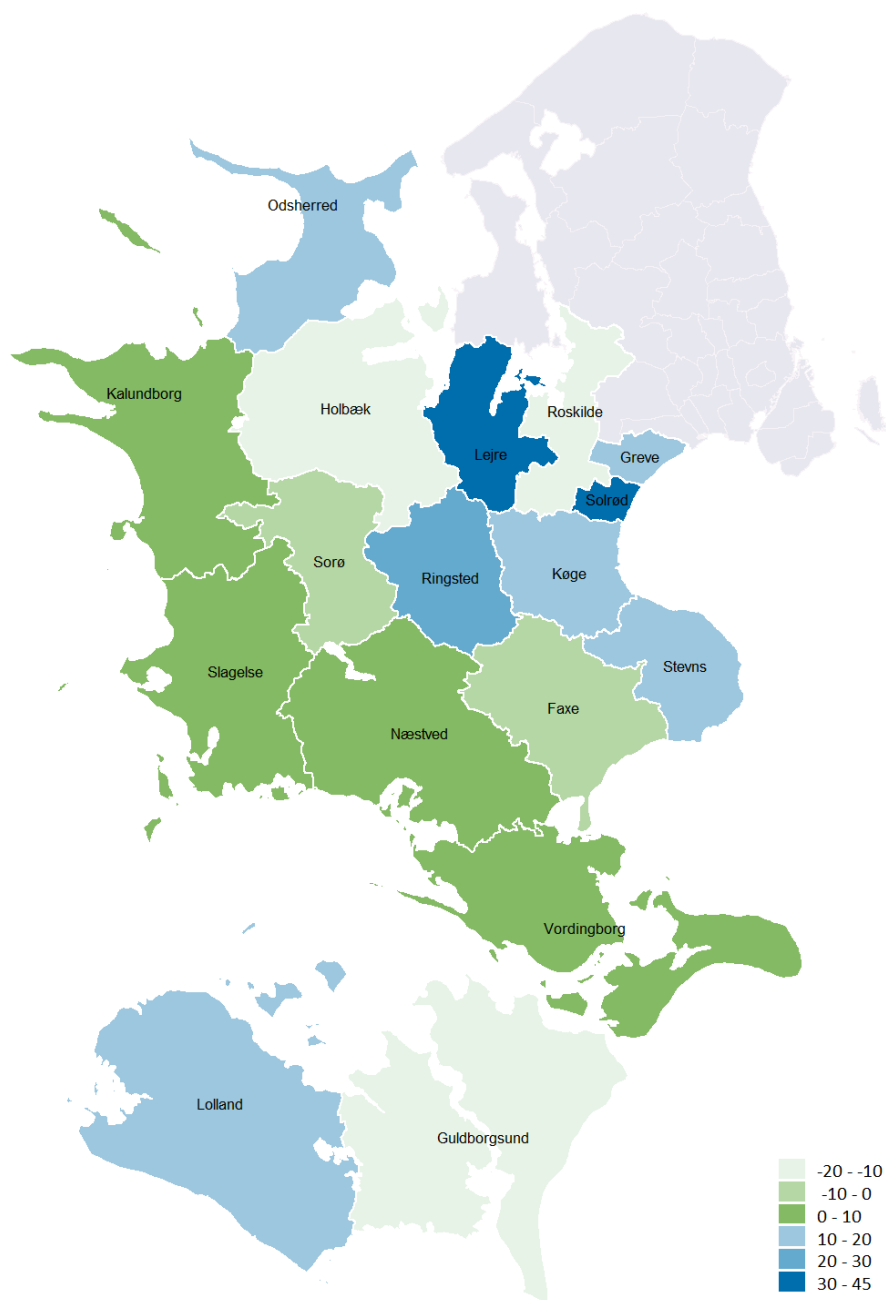 Odsherred
Kalundborg
Holbæk
Roskilde
Lejre
Greve
Solrød
Sorø
Ringsted
Køge
Slagelse
Stevns
Næstved
Faxe
Vordingborg
Lolland
Guldborgsund
-20 - -10
-10 - 0
0 - 10
10 - 20
20 - 30
30 - 45